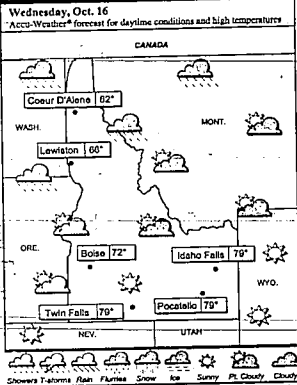 Wednesday, Oct. 16
Accu-Weather® forecast for daytime conditions and high temperatures
CANADA
Coeur D'Alene 62°
WASH.
MONT.
Lewiston 66°
ORE.
Boise 72°
Idaho Falls 79°
WYO.
Twin Falls 79°
Pocatello 79°
NEV.
UTAH
Showers T-storms Rain Flurries Snow Ice Sunny Pt. Cloudy Cloudy